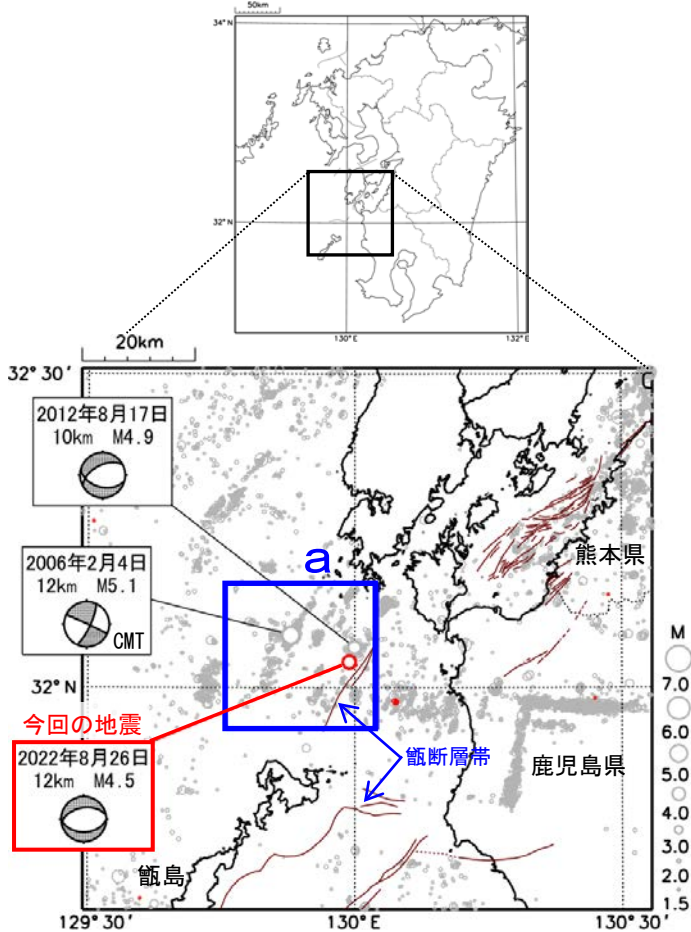 50km
34°N
32°N
130°E
132°E
20km
32°30'
2012年8月17日
10km M4.9
a
熊本県
2006年2月4日
12km M5.1
CMT
M
7.0
32°N
今回の地震
6.0
2022年8月26日
12km M4.5
甑断層帯
鹿児島県
5.0
4.0
3.0
甑島
2.0
1.5
129°30'
130°E
130°30'